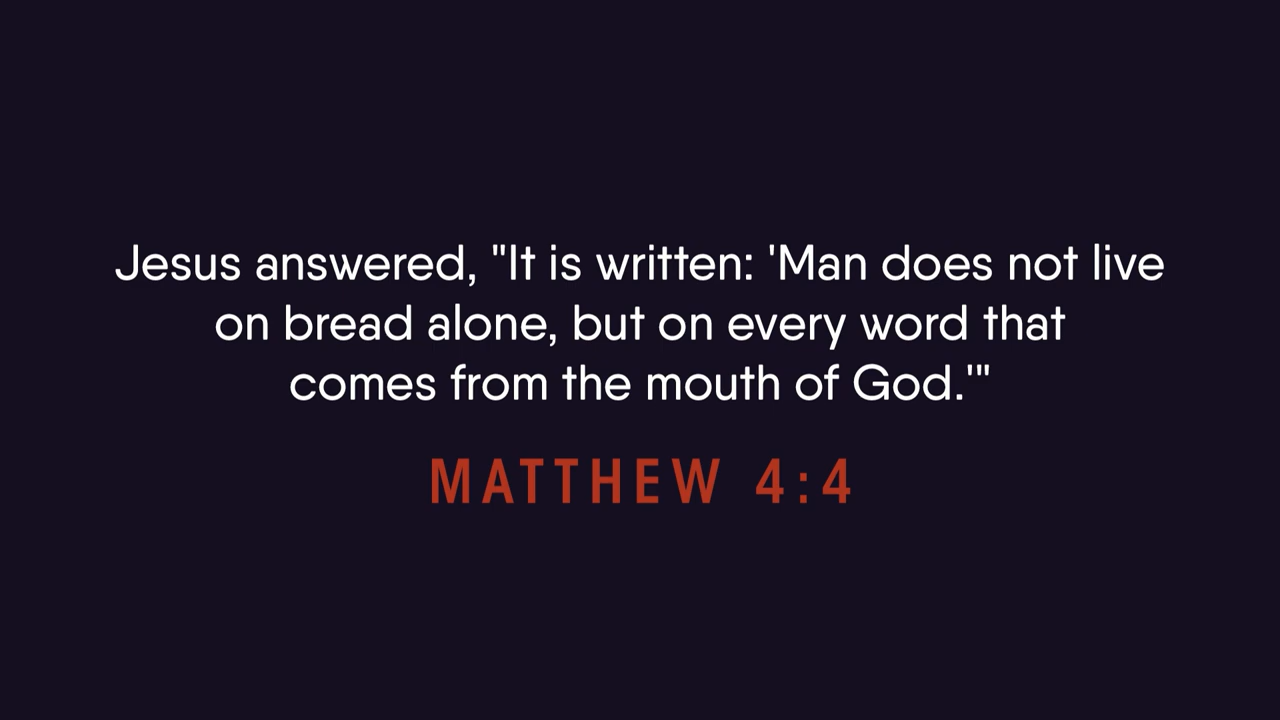 Jesus answered, "It is written: 'Man does not live
on bread alone, but on every word that
comes from the mouth of God.'"
MATTHEW 4:4